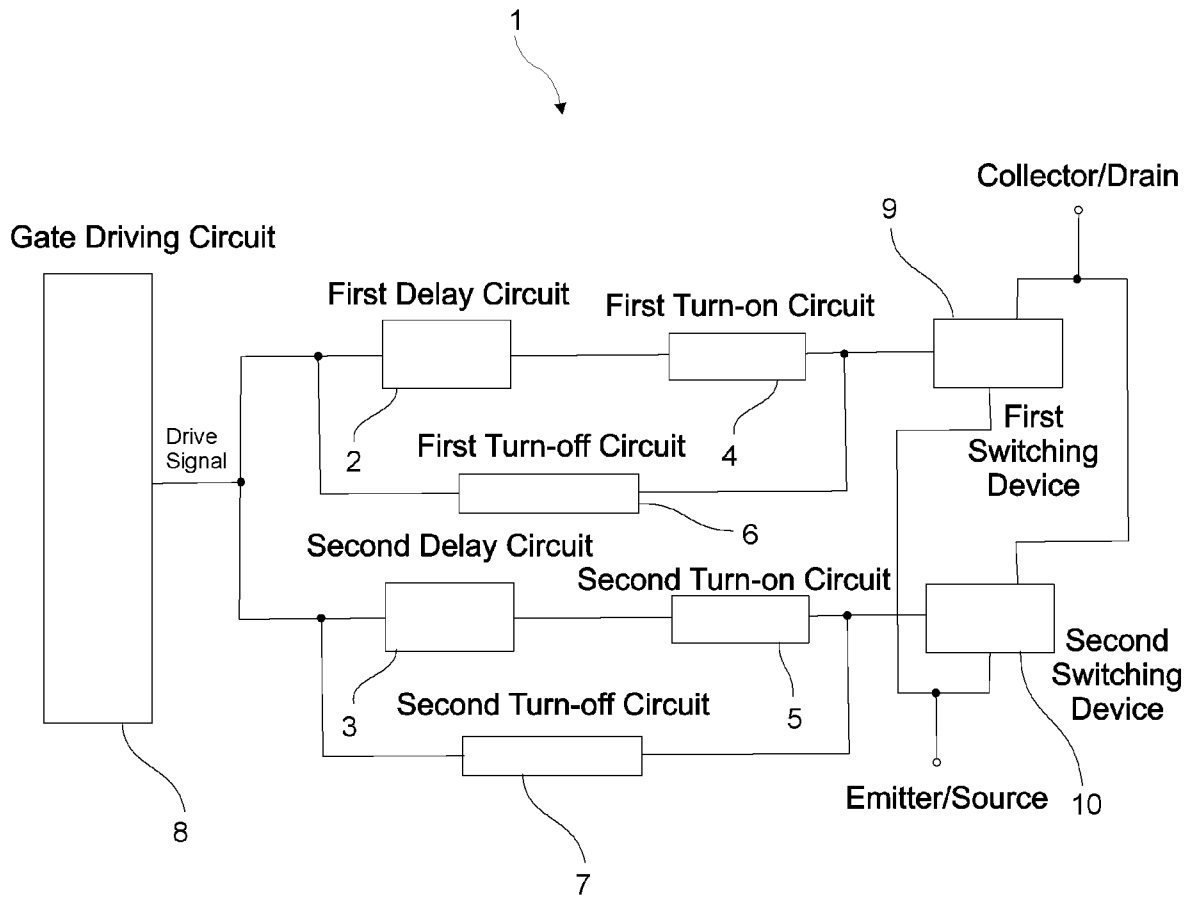 1
Collector/Drain
9
Gate Driving Circuit
First Delay Circuit
First Turn-on Circuit
2
4
First
Switching
Device
Drive
Signal
First Turn-off Circuit
6
Second Delay Circuit
Second Turn-on Circuit
Second
Switching
Device
3
5
Second Turn-off Circuit
Emitter/Source
10
8
7